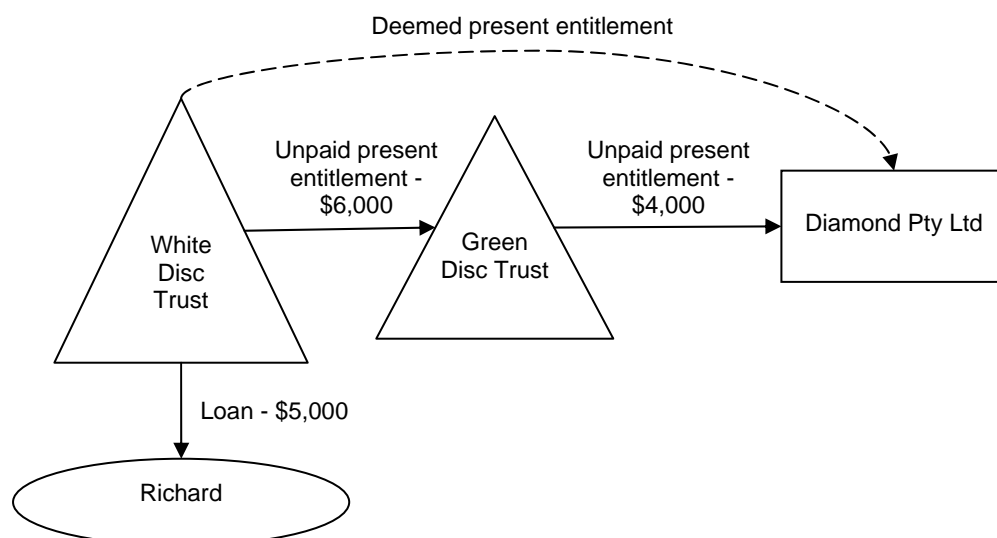 Deemed present entitlement
Unpaid present
entitlement -
$6,000
Unpaid present
entitlement -
$4,000
White
Disc
Trust
Green
Disc Trust
Diamond Pty Ltd
Loan - $5,000
Richard